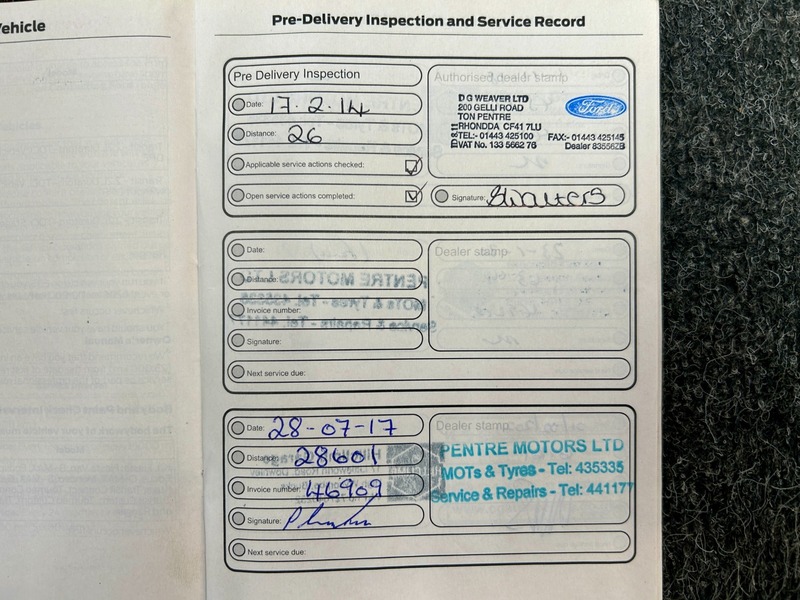 Vehicle
Pre-Delivery Inspection and Service Record
Pre Delivery Inspection
Authorised dealer stamp
Date: 17.2.14
Distance: 26
Applicable service actions checked:
Open service actions completed:
D G WEAVER LTD
200 GELLI ROAD
TON PENTRE
RHONDDA CF41 7LU
TEL:- 01443 425100 FAX:- 01443 425145
VAT No. 133 5662 76 Dealer 83556ZB
Ford
Signature: SWalters
Date:
Distance:
Invoice number:
Signature:
Next service due:
Dealer stamp
Date: 28-07-17
Distance: 28601
Invoice number: 46909
Signature:
Next service due:
Dealer stamp
PENTRE MOTORS LTD
MOTs & Tyres - Tel: 435335
Service & Repairs - Tel: 441177